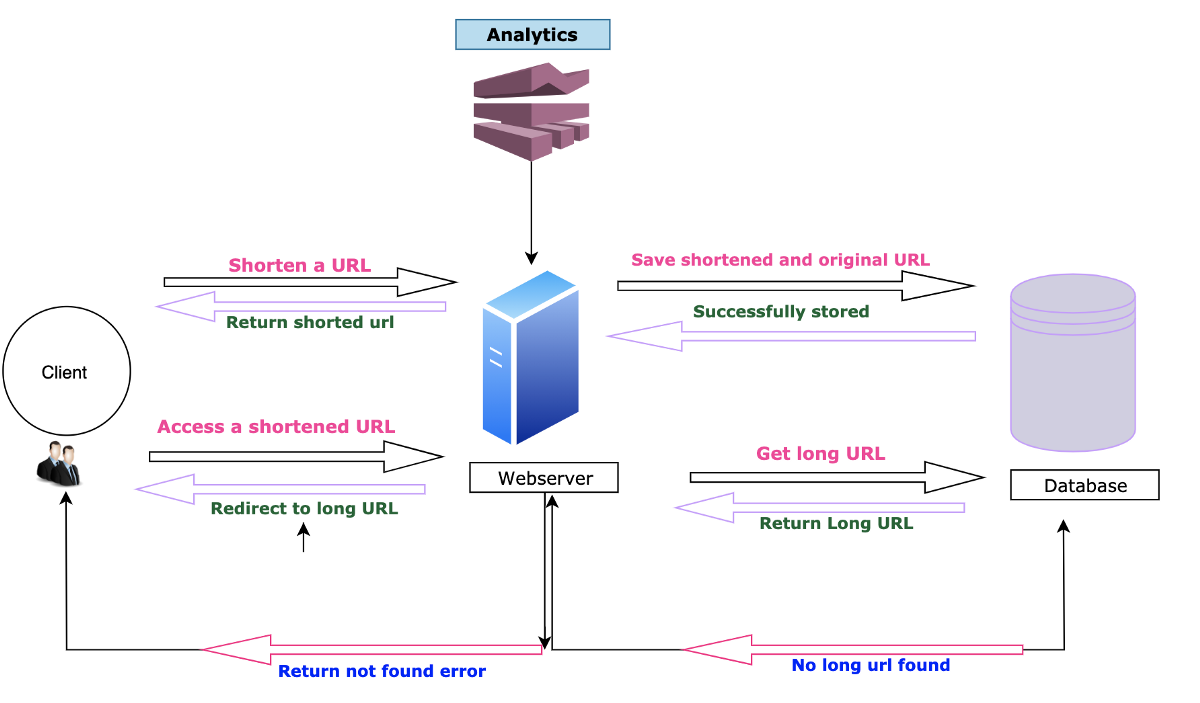 Analytics
Shorten a URL
Save shortened and original URL
Return shorted url
Successfully stored
Client
Access a shortened URL
Get long URL
Webserver
Database
Redirect to long URL
Return Long URL
Return not found error
No long url found